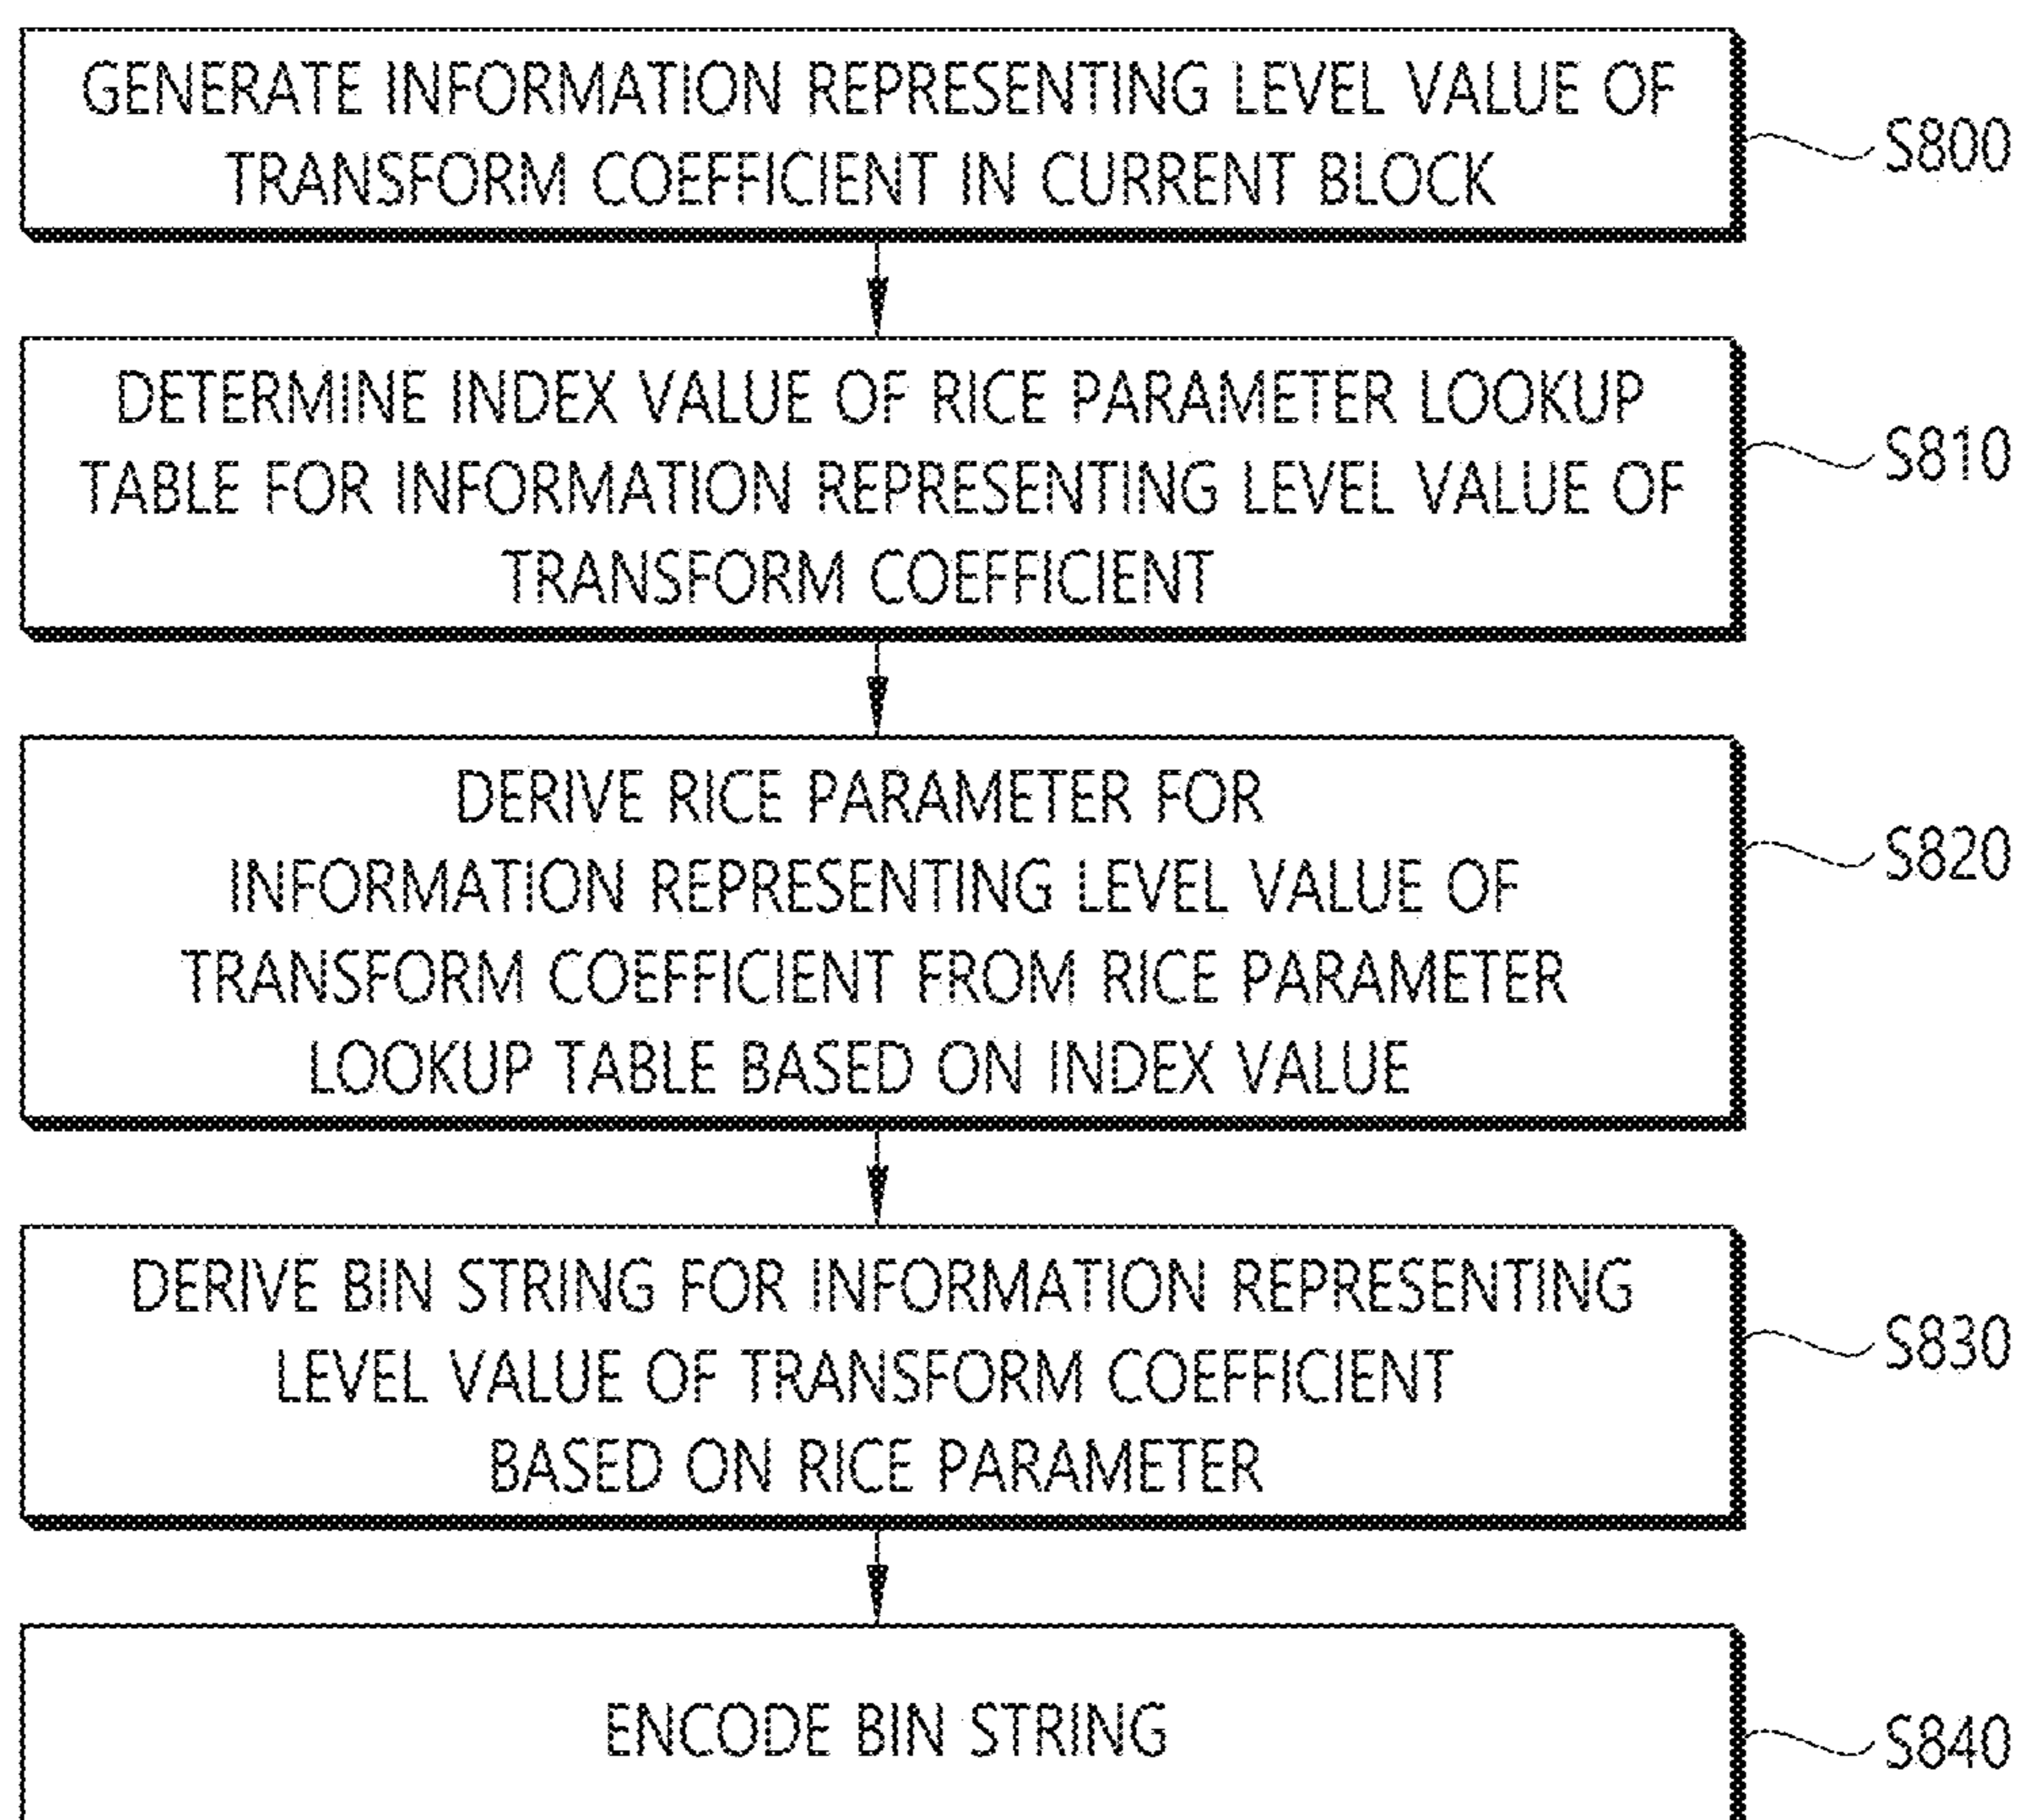 GENERATE INFORMATION REPRESENTING LEVEL VALUE OF
TRANSFORM COEFFICIENT IN CURRENT BLOCK
S800
DETERMINE INDEX VALUE OF RICE PARAMETER LOOKUP
TABLE FOR INFORMATION REPRESENTING LEVEL VALUE OF
TRANSFORM COEFFICIENT
S810
DERIVE RICE PARAMETER FOR
INFORMATION REPRESENTING LEVEL VALUE OF
TRANSFORM COEFFICIENT FROM RICE PARAMETER
LOOKUP TABLE BASED ON INDEX VALUE
S820
DERIVE BIN STRING FOR INFORMATION REPRESENTING
LEVEL VALUE OF TRANSFORM COEFFICIENT
BASED ON RICE PARAMETER
S830
ENCODE BIN STRING
S840